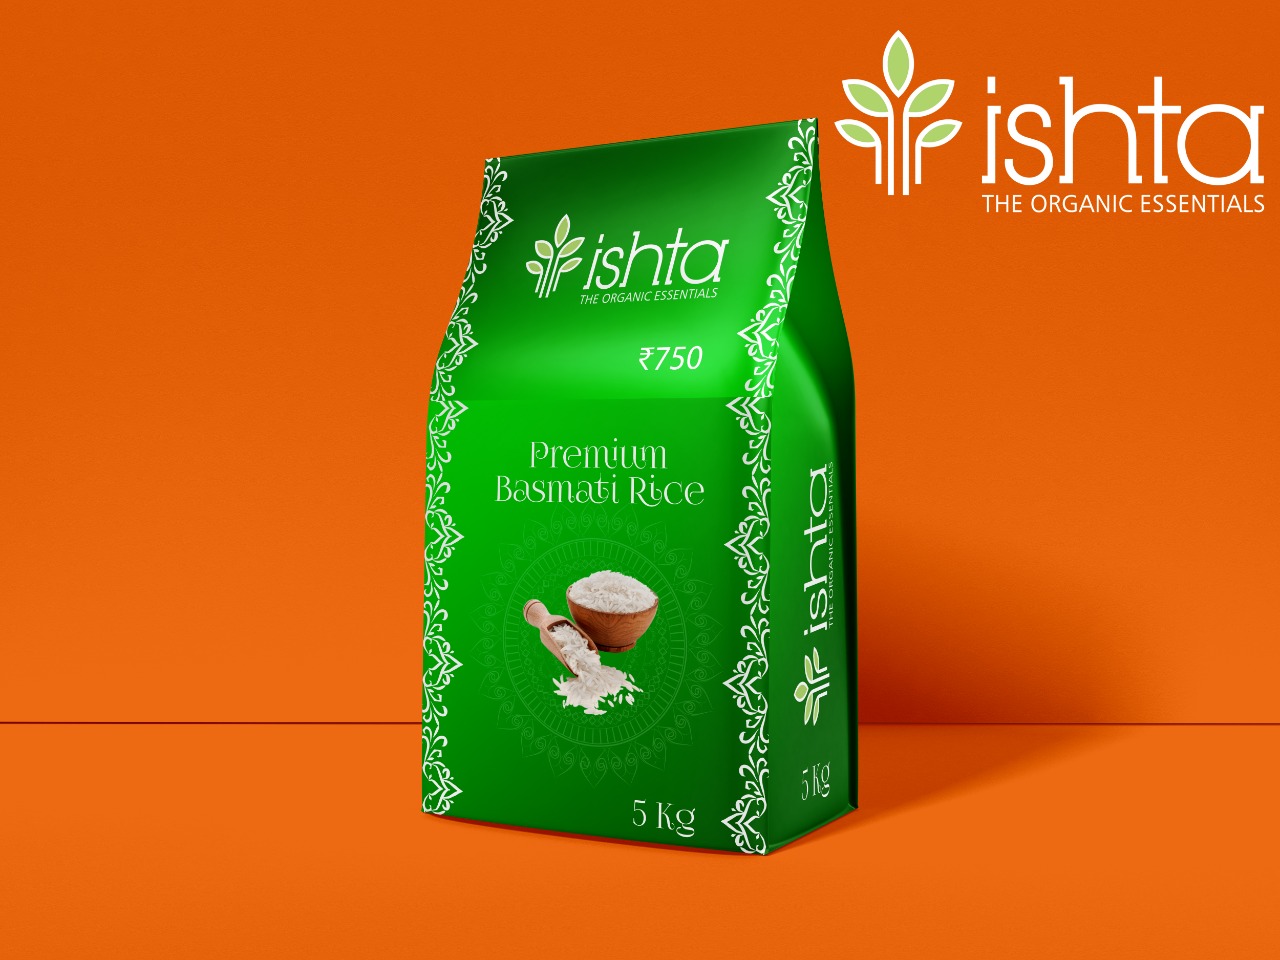 ishta
THE ORGANIC ESSENTIALS
ishta
THE ORGANIC ESSENTIALS
₹750
Premium
Basmati Rice
5 Kg
ishta
THE ORGANIC ESSENTIALS
5 Kg